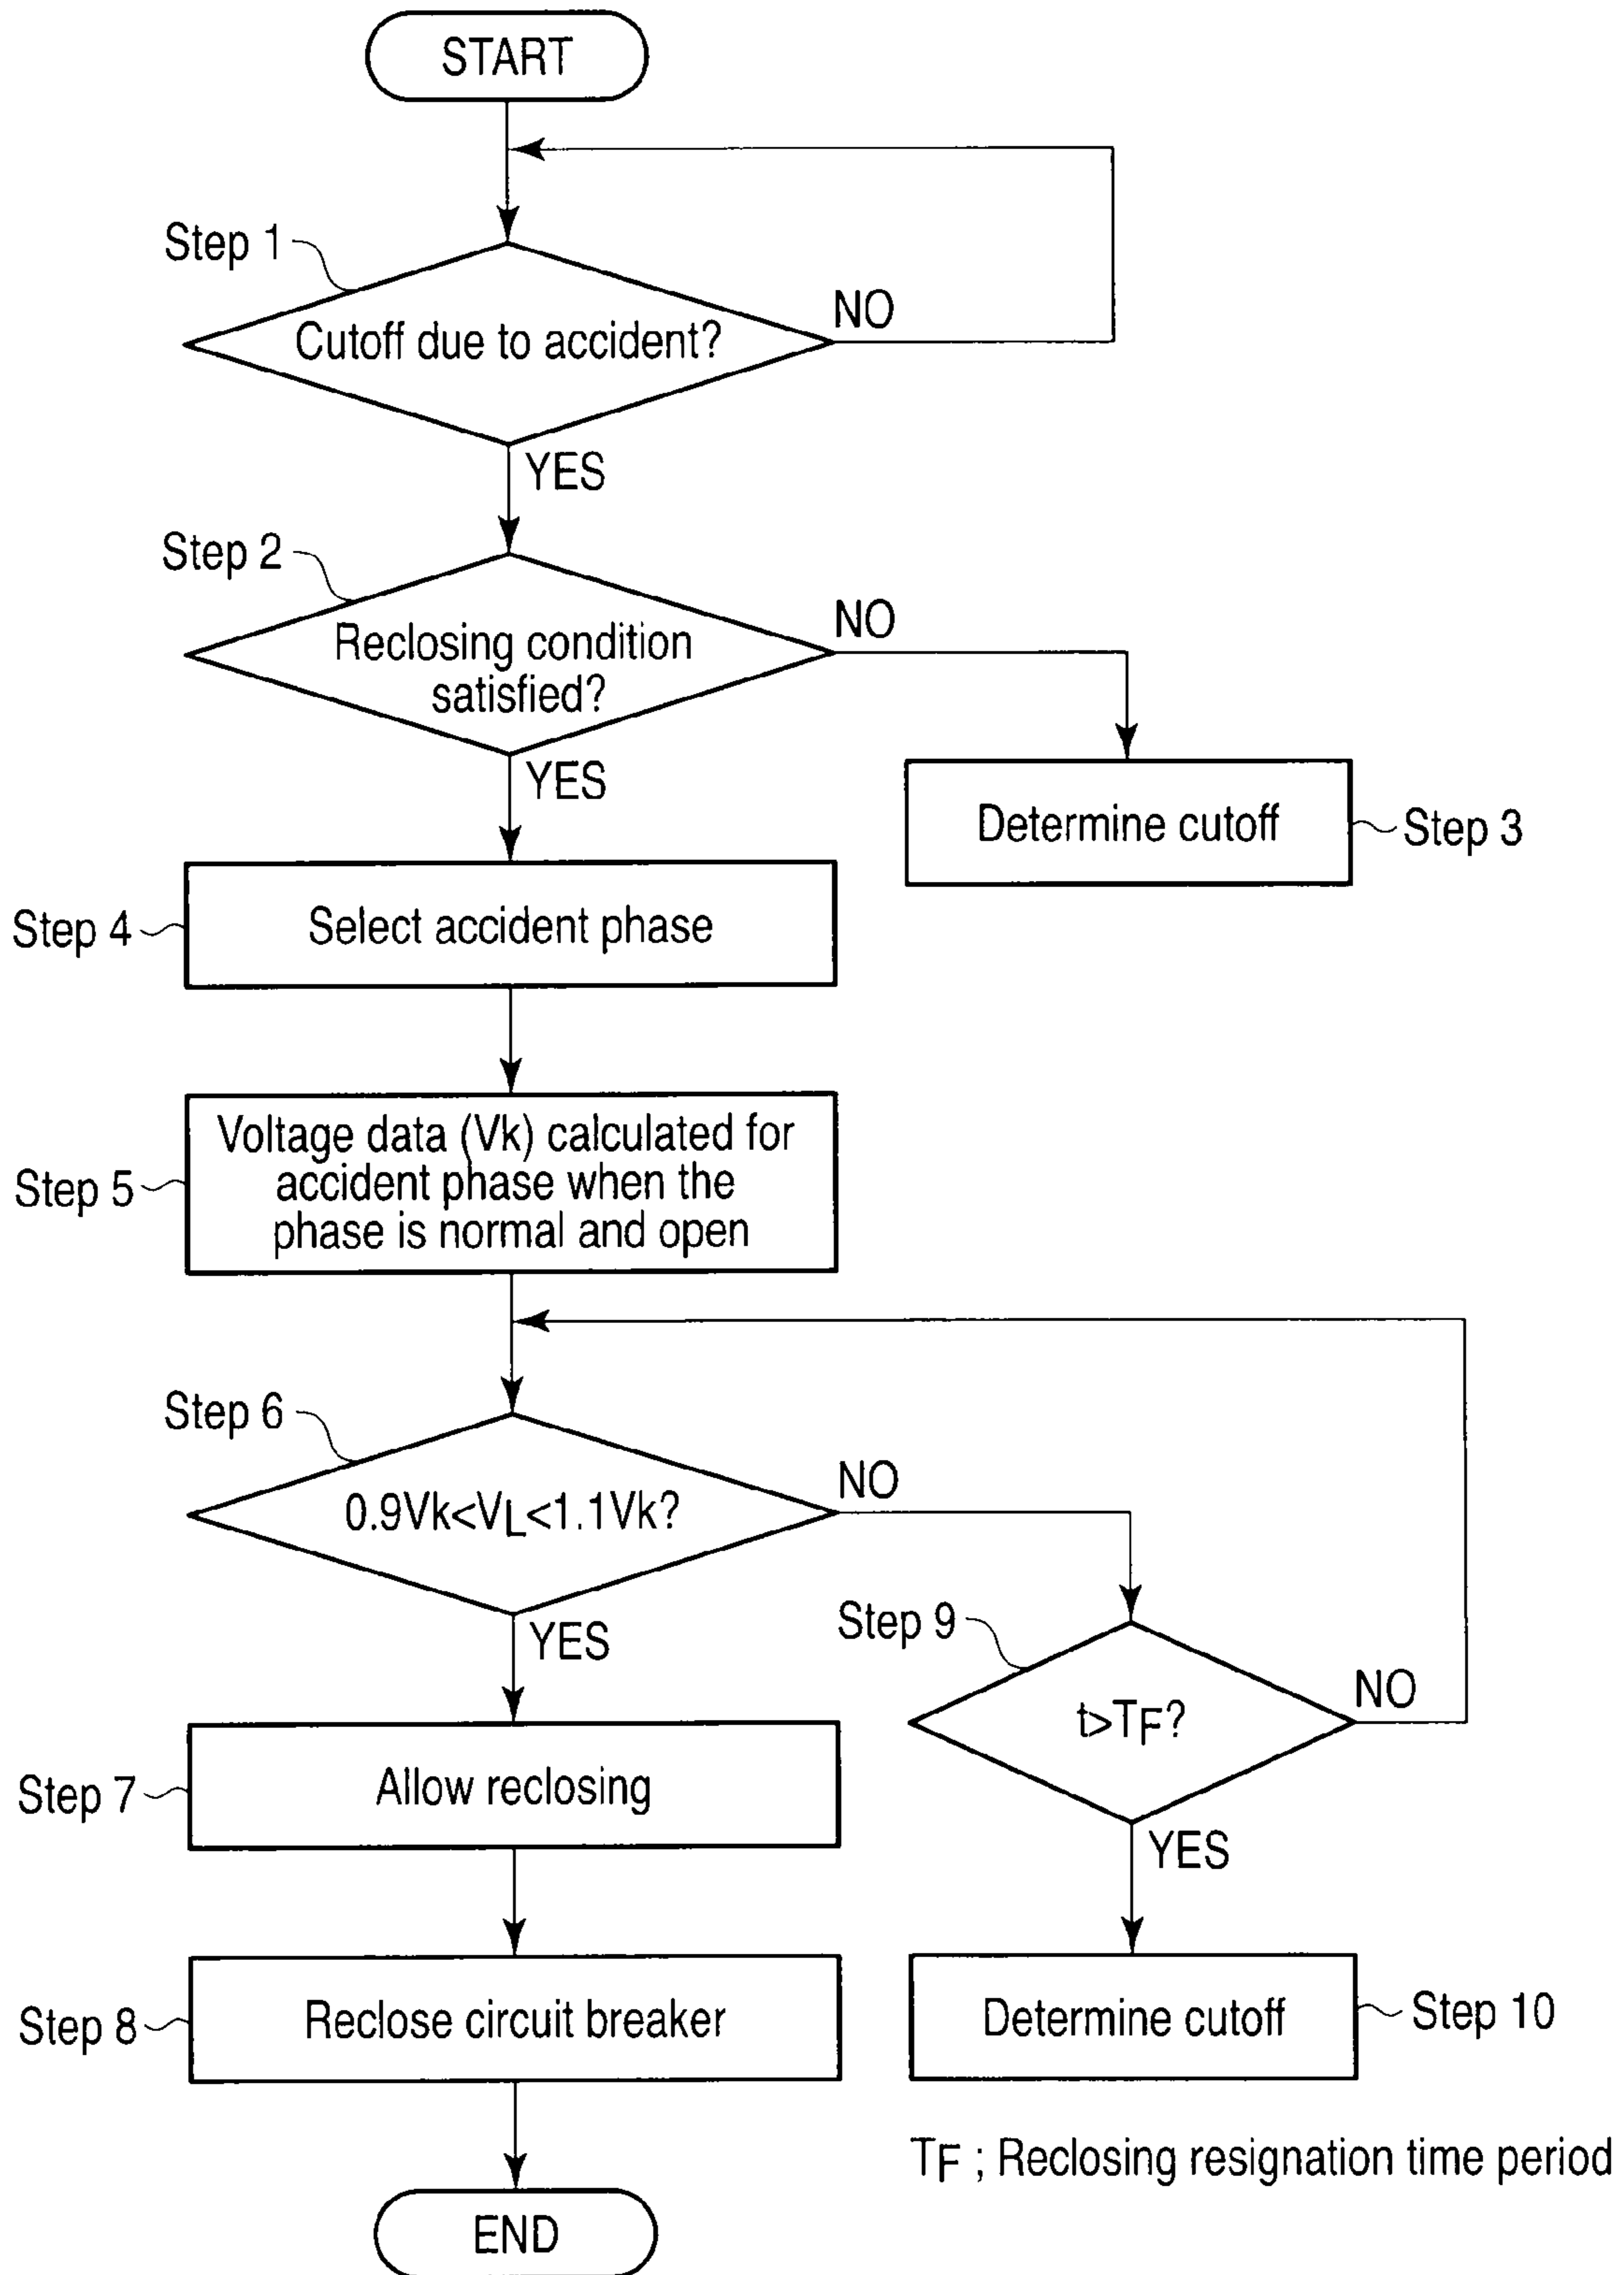 START
Step 1
Cutoff due to accident?
NO
YES
Step 2
Reclosing condition
satisfied?
NO
YES
Determine cutoff
Step 3
Step 4
Select accident phase
Step 5
Voltage data (Vk) calculated for
accident phase when the
phase is normal and open
Step 6
0.9Vk<VL<1.1Vk?
NO
YES
Step 9
t>TF?
NO
YES
Step 7
Allow reclosing
Step 8
Reclose circuit breaker
Determine cutoff
Step 10
TF ; Reclosing resignation time period
END